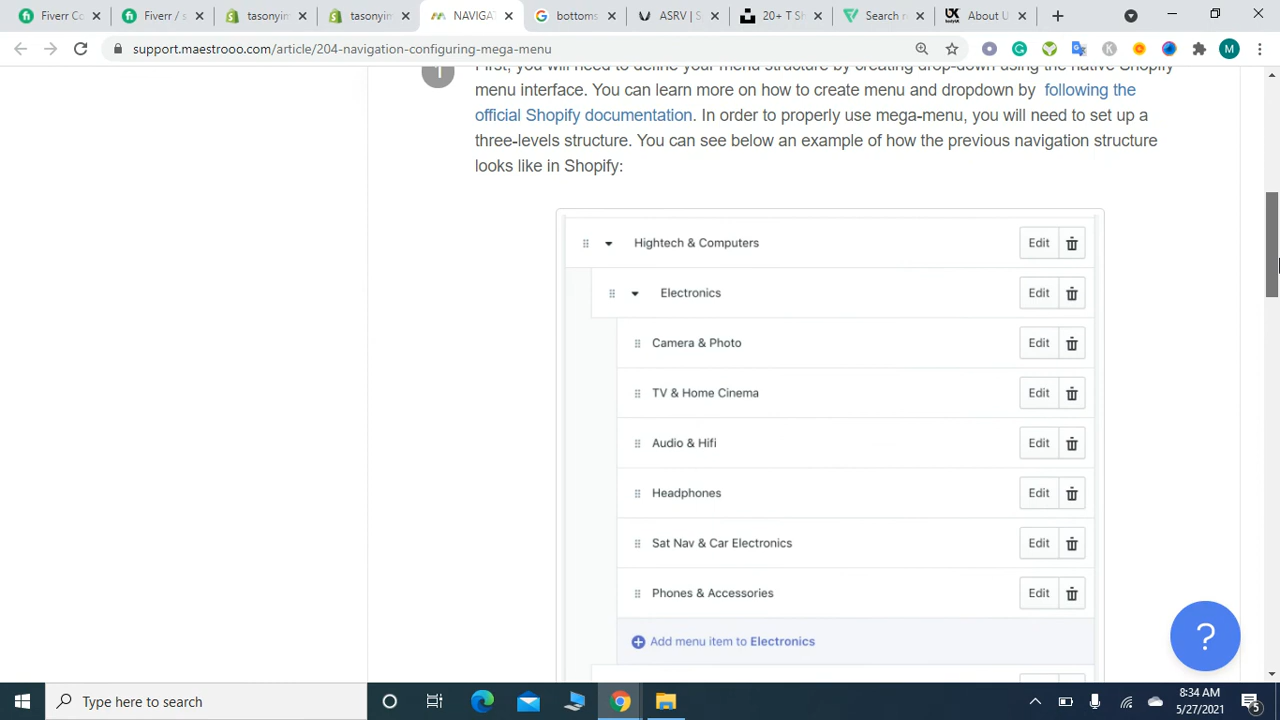 Fiverr Co
Fiverr / s
tasonyin
tasonyin
NAVIGA
bottoms
ASRV | S
20+ T Sh
Search r
About U
support.maestrooo.com/article/204-navigation-configuring-mega-menu
M
1
First, you will need to define your menu structure by creating drop-down using the native Shopify
menu interface. You can learn more on how to create menu and dropdown by following the
official Shopify documentation. In order to properly use mega-menu, you will need to set up a
three-levels structure. You can see below an example of how the previous navigation structure
looks like in Shopify:
Hightech & Computers Edit
Electronics Edit
Camera & Photo Edit
TV & Home Cinema Edit
Audio & Hifi Edit
Headphones Edit
Sat Nav & Car Electronics Edit
Phones & Accessories Edit
Add menu item to Electronics
?
Type here to search
8:34 AM
5/27/2021
5